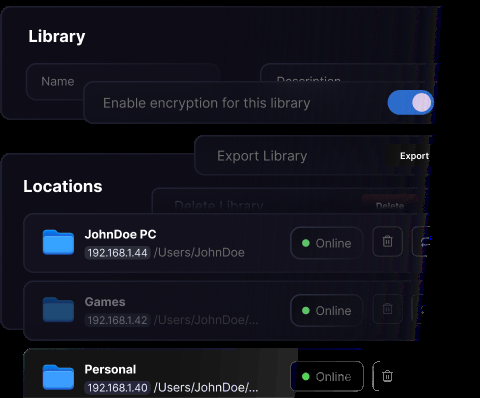 Library
Name
Description
Enable encryption for this library
Export Library
Export
Locations
Delete Library
Delete
JohnDoe PC
192.168.1.44 /Users/JohnDoe
Online
Games
192.168.1.42 /Users/JohnDoe/...
Online
Personal
192.168.1.40 /Users/JohnDoe/...
Online